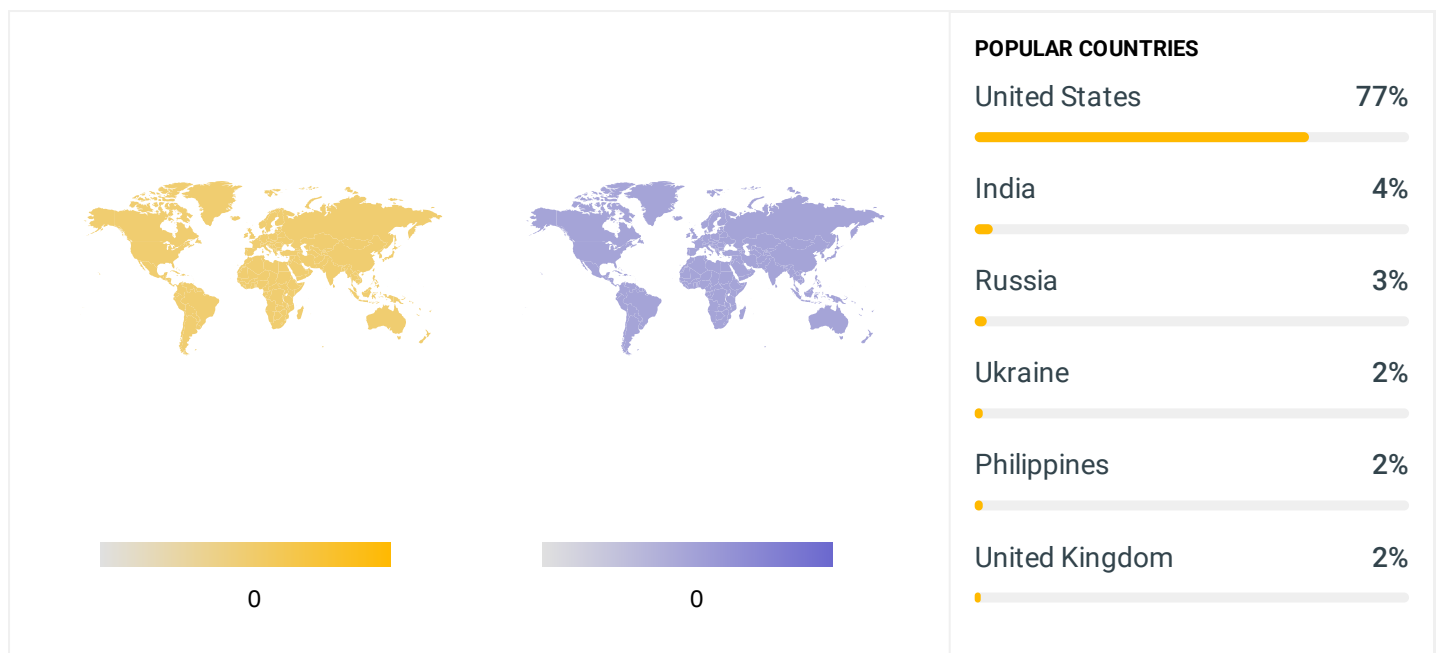 POPULAR COUNTRIES
United States 77%
India 4%
Russia 3%
Ukraine 2%
Philippines 2%
United Kingdom 2%
0 0